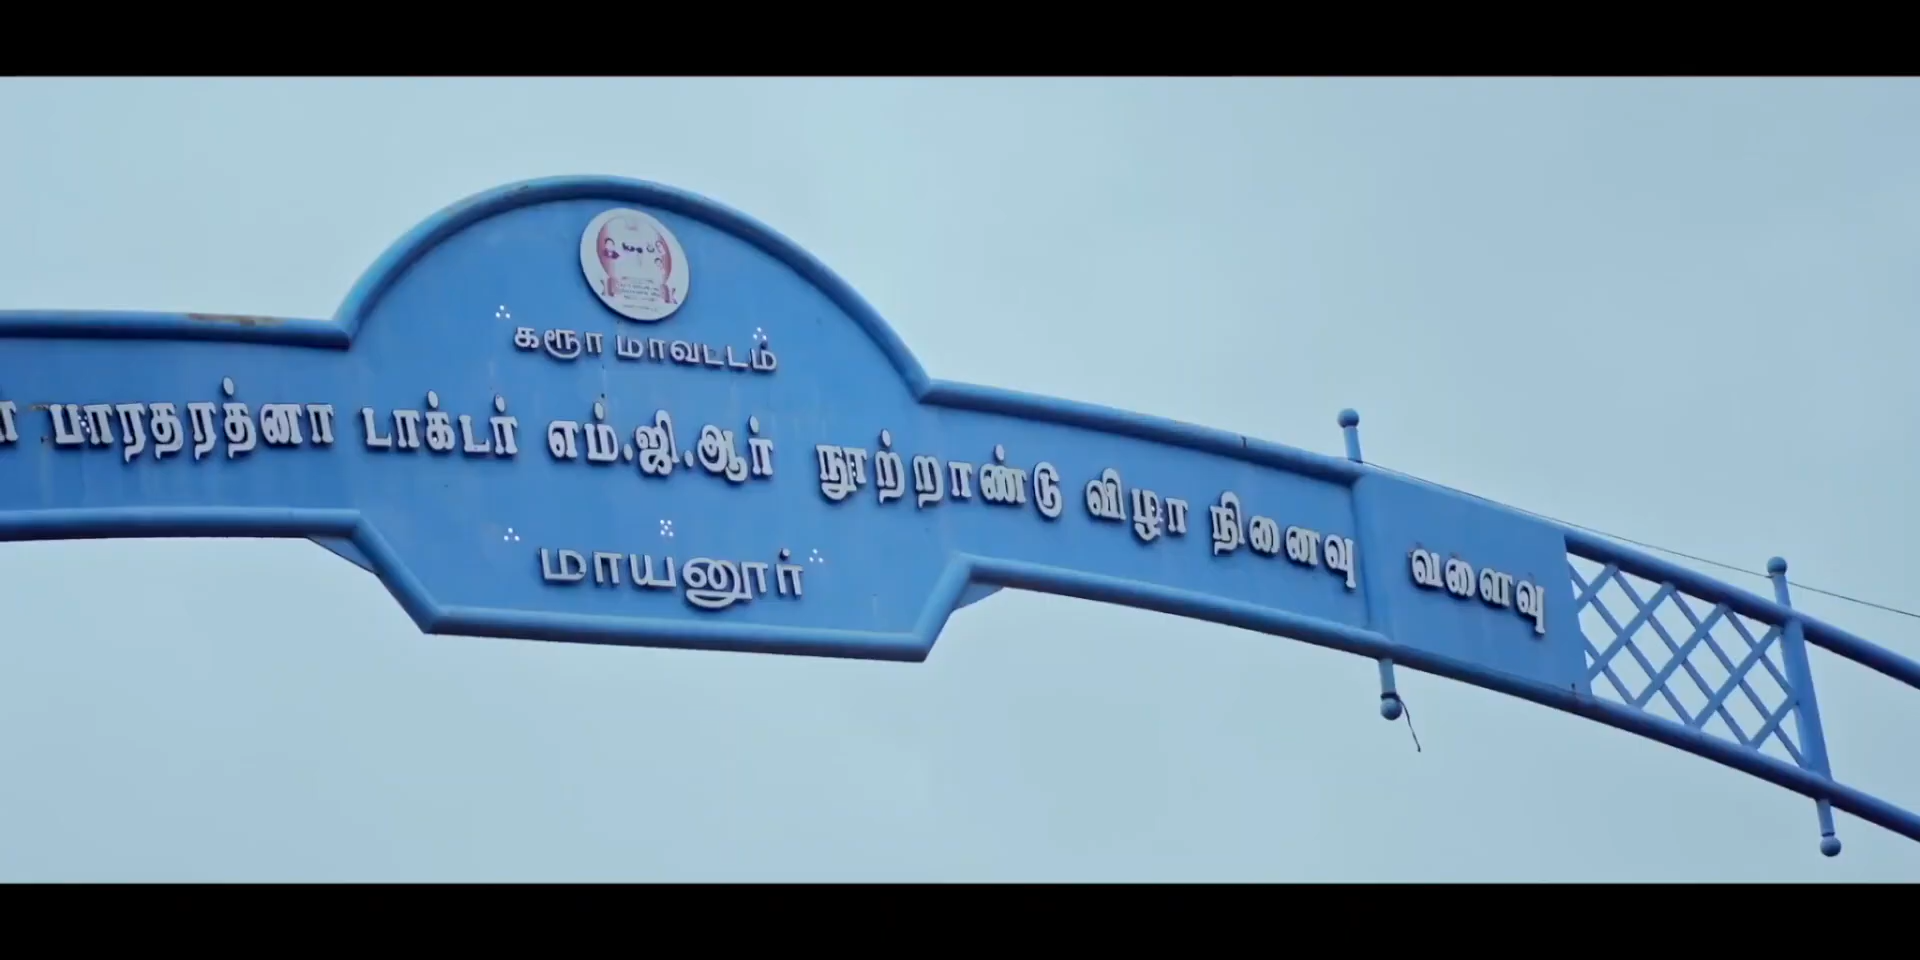 கரூர் மாவட்டம்
பாரதரத்னா டாக்டர் எம்.ஜி.ஆர் நூற்றாண்டு விழா நினைவு வளைவு
மாயனூர்